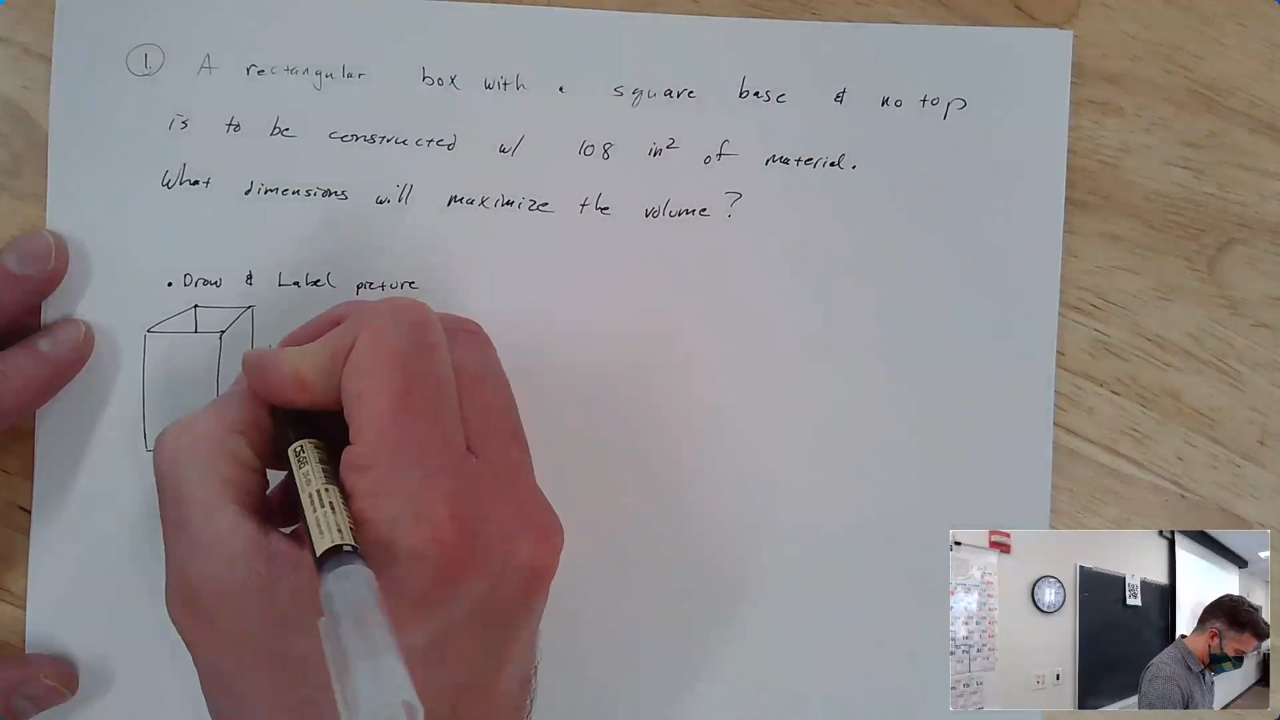 1. A rectangular box with a square base & no top
is to be constructed w/ 108 in² of material.
What dimensions will maximize the volume?
• Draw & Label picture